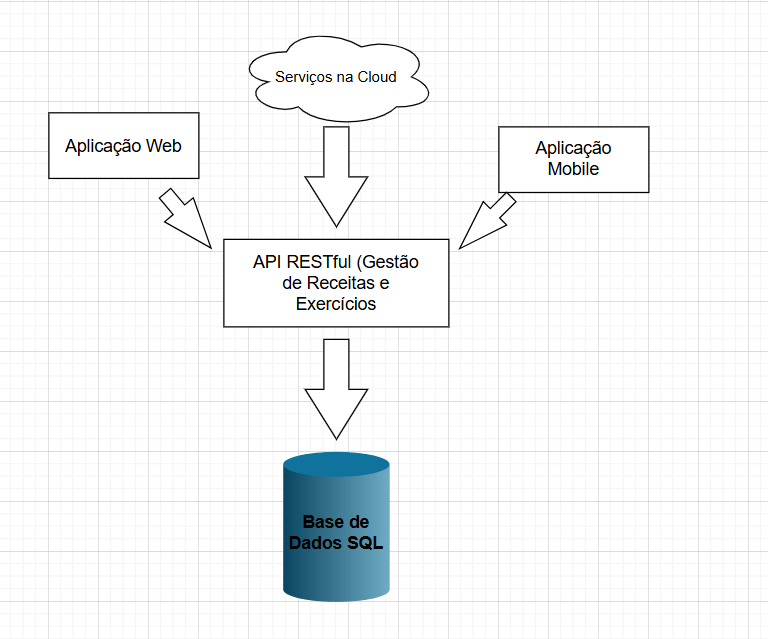 Serviços na Cloud
Aplicação Web
Aplicação
Mobile
API RESTful (Gestão
de Receitas e
Exercícios
Base de
Dados SQL